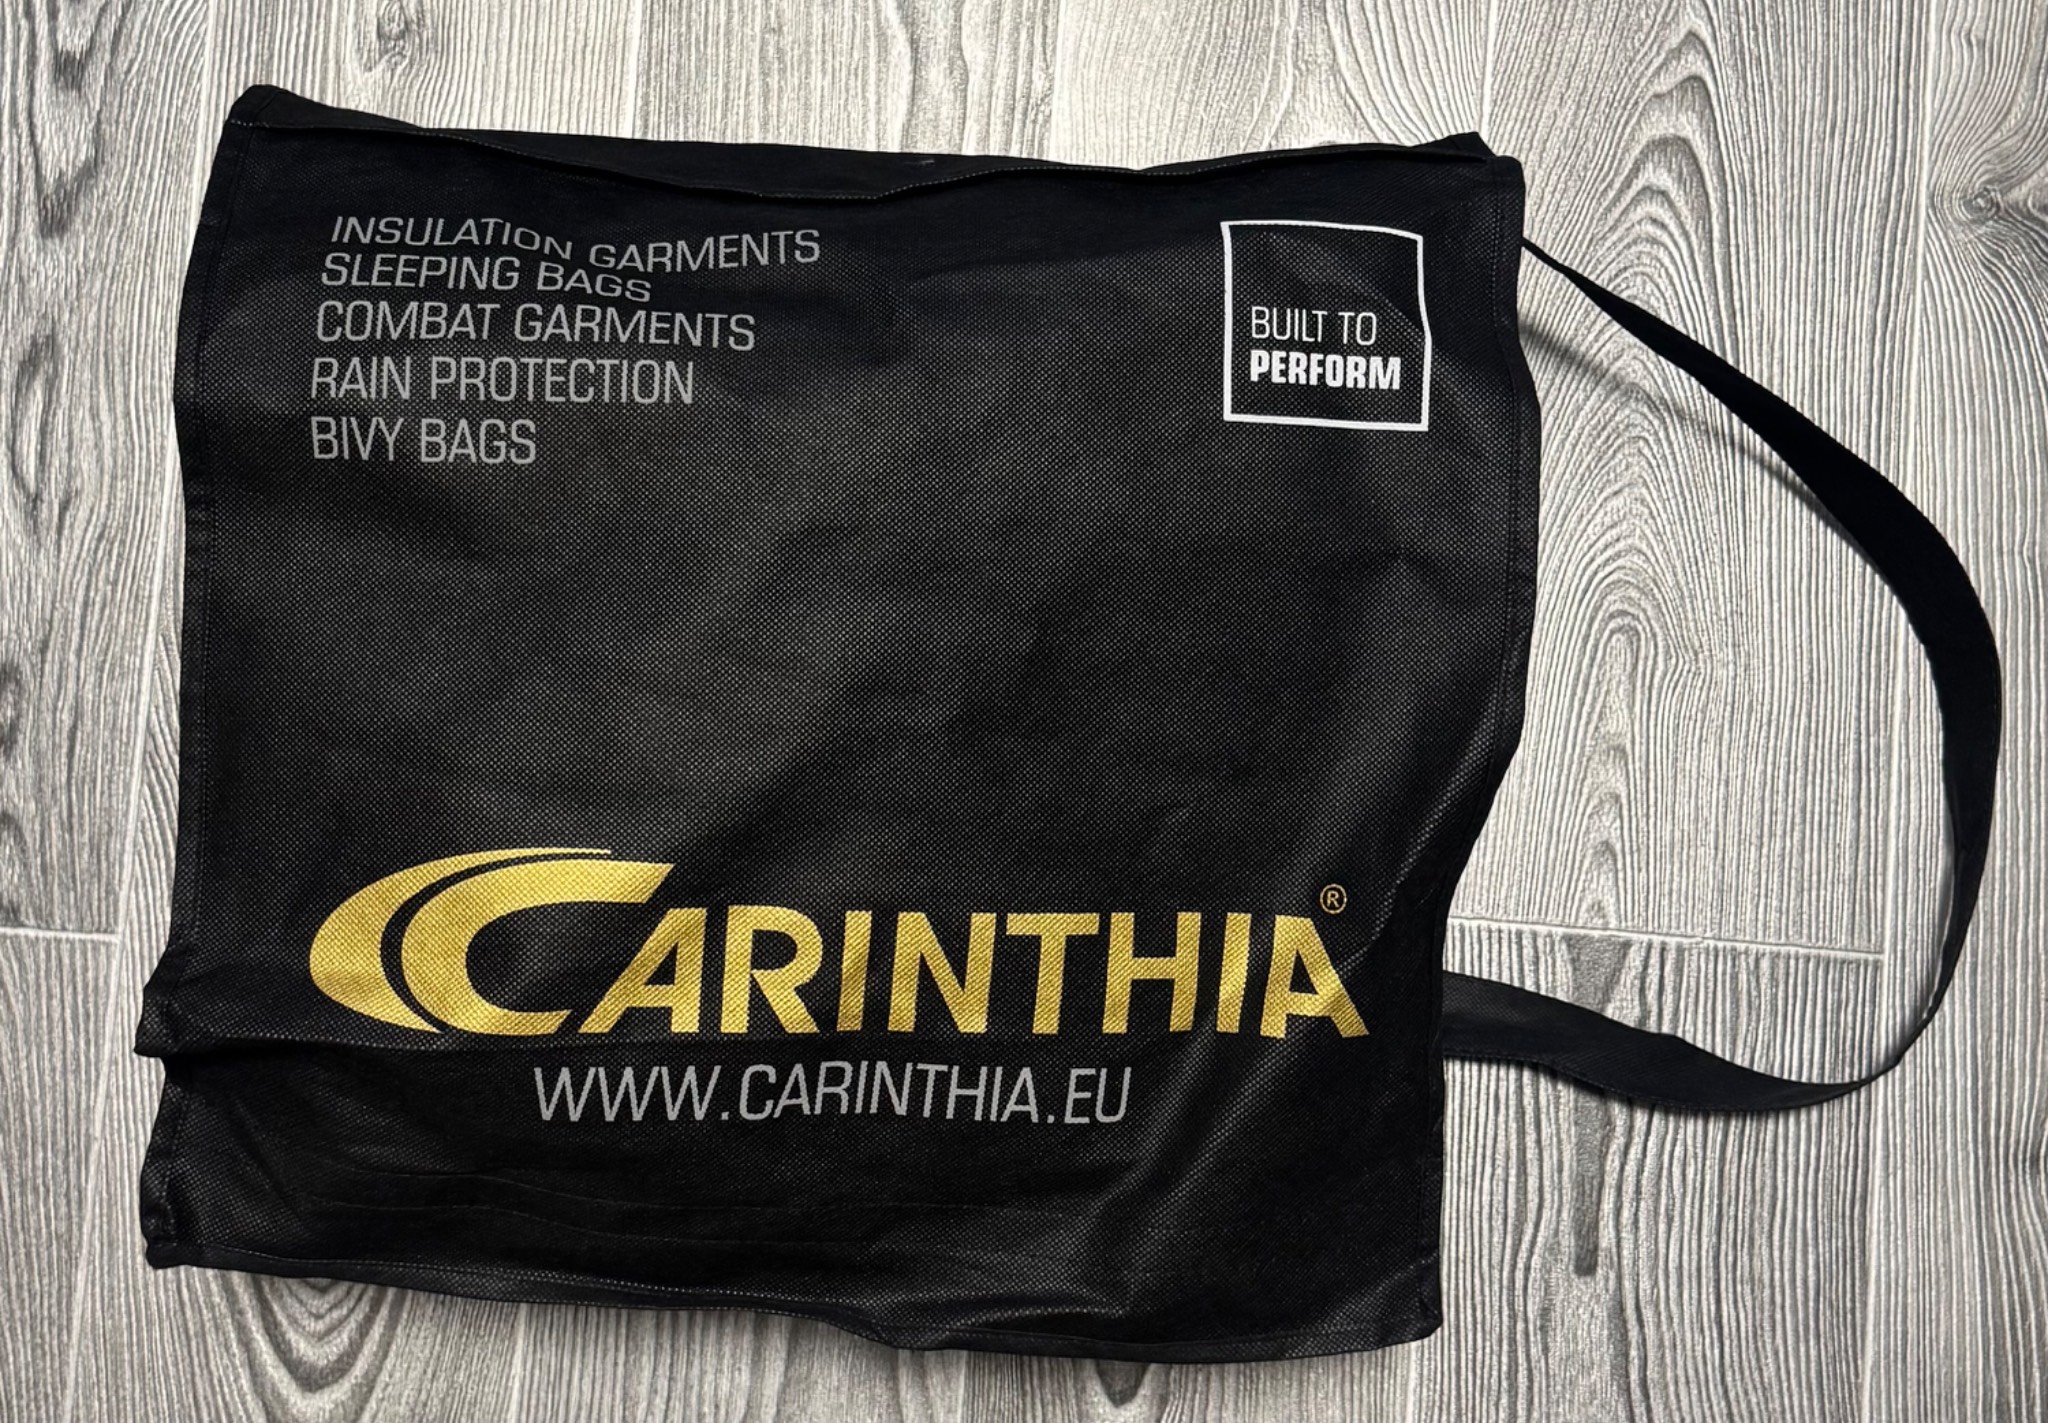 INSULATION GARMENTS
SLEEPING BAGS
COMBAT GARMENTS
RAIN PROTECTION
BIVY BAGS
BUILT TO
PERFORM
CARINTHIA®
WWW.CARINTHIA.EU